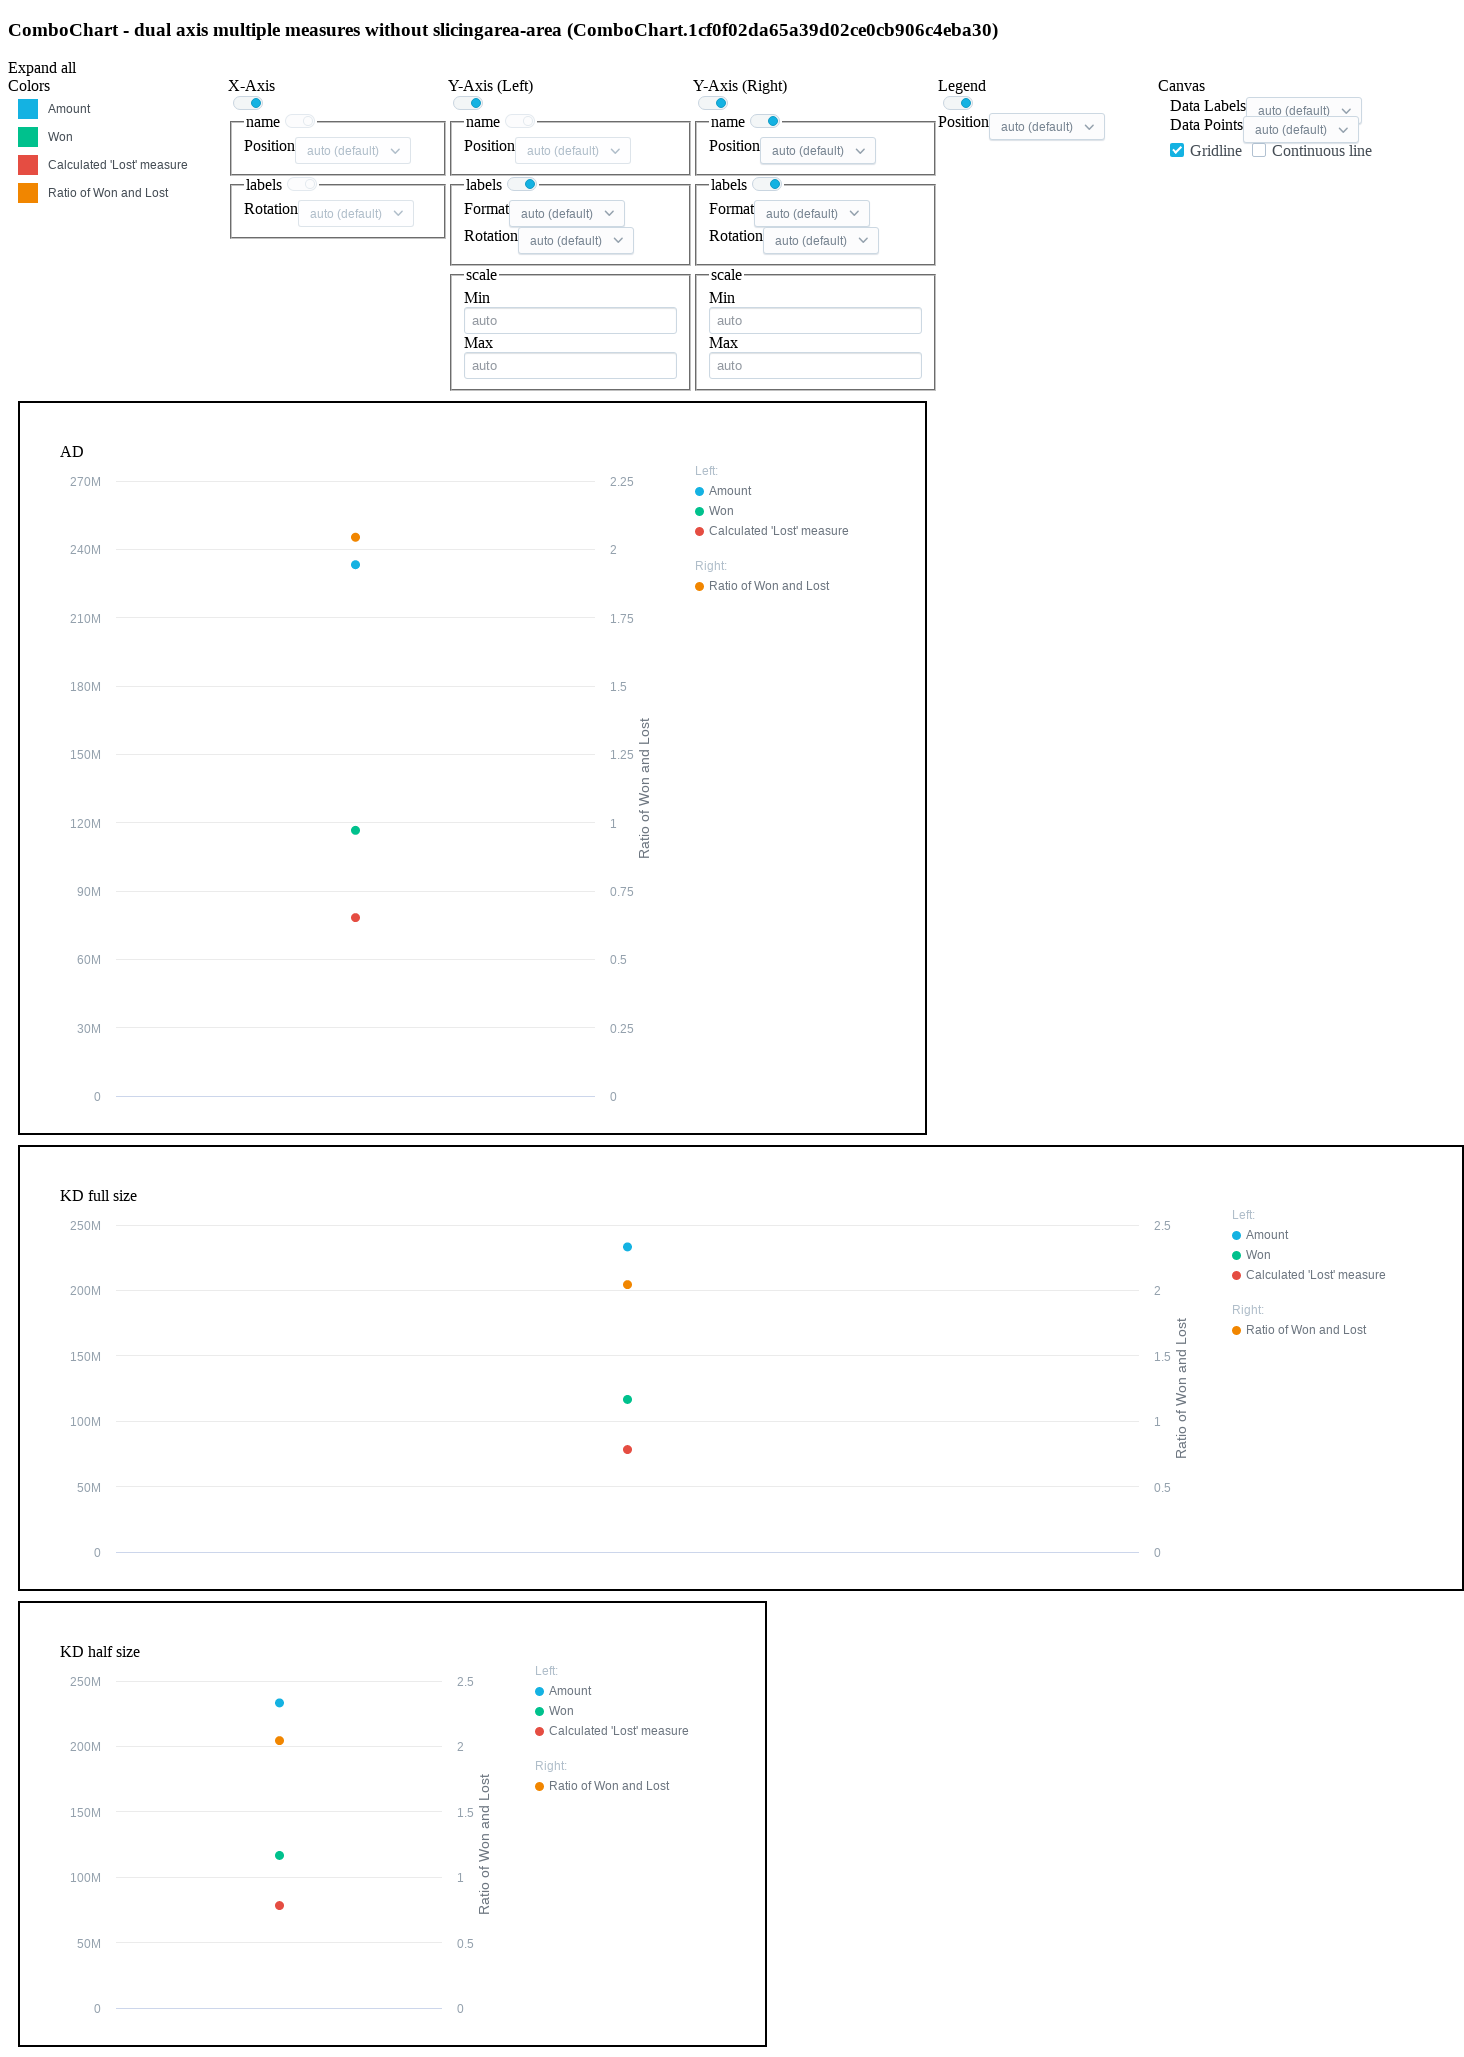 ComboChart - dual axis multiple measures without slicingarea-area (ComboChart.1cf0f02da65a39d02ce0cb906c4eba30)
Expand all
Colors
Amount
Won
Calculated 'Lost' measure
Ratio of Won and Lost
X-Axis
name
Position auto (default)
labels
Rotation auto (default)
Y-Axis (Left)
name
Position auto (default)
labels
Format auto (default)
Rotation auto (default)
scale
Min
auto
Max
auto
Y-Axis (Right)
name
Position auto (default)
labels
Format auto (default)
Rotation auto (default)
scale
Min
auto
Max
auto
Legend
Position auto (default)
Canvas
Data Labels auto (default)
Data Points auto (default)
Gridline Continuous line
AD
270M
240M
210M
180M
150M
120M
90M
60M
30M
0
2.25
2
1.75
1.5
1.25
1
0.75
0.5
0.25
0
Ratio of Won and Lost
Left:
Amount
Won
Calculated 'Lost' measure
Right:
Ratio of Won and Lost
KD full size
250M
200M
150M
100M
50M
0
2.5
2
1.5
1
0.5
0
Ratio of Won and Lost
Left:
Amount
Won
Calculated 'Lost' measure
Right:
Ratio of Won and Lost
KD half size
250M
200M
150M
100M
50M
0
2.5
2
1.5
1
0.5
0
Ratio of Won and Lost
Left:
Amount
Won
Calculated 'Lost' measure
Right:
Ratio of Won and Lost